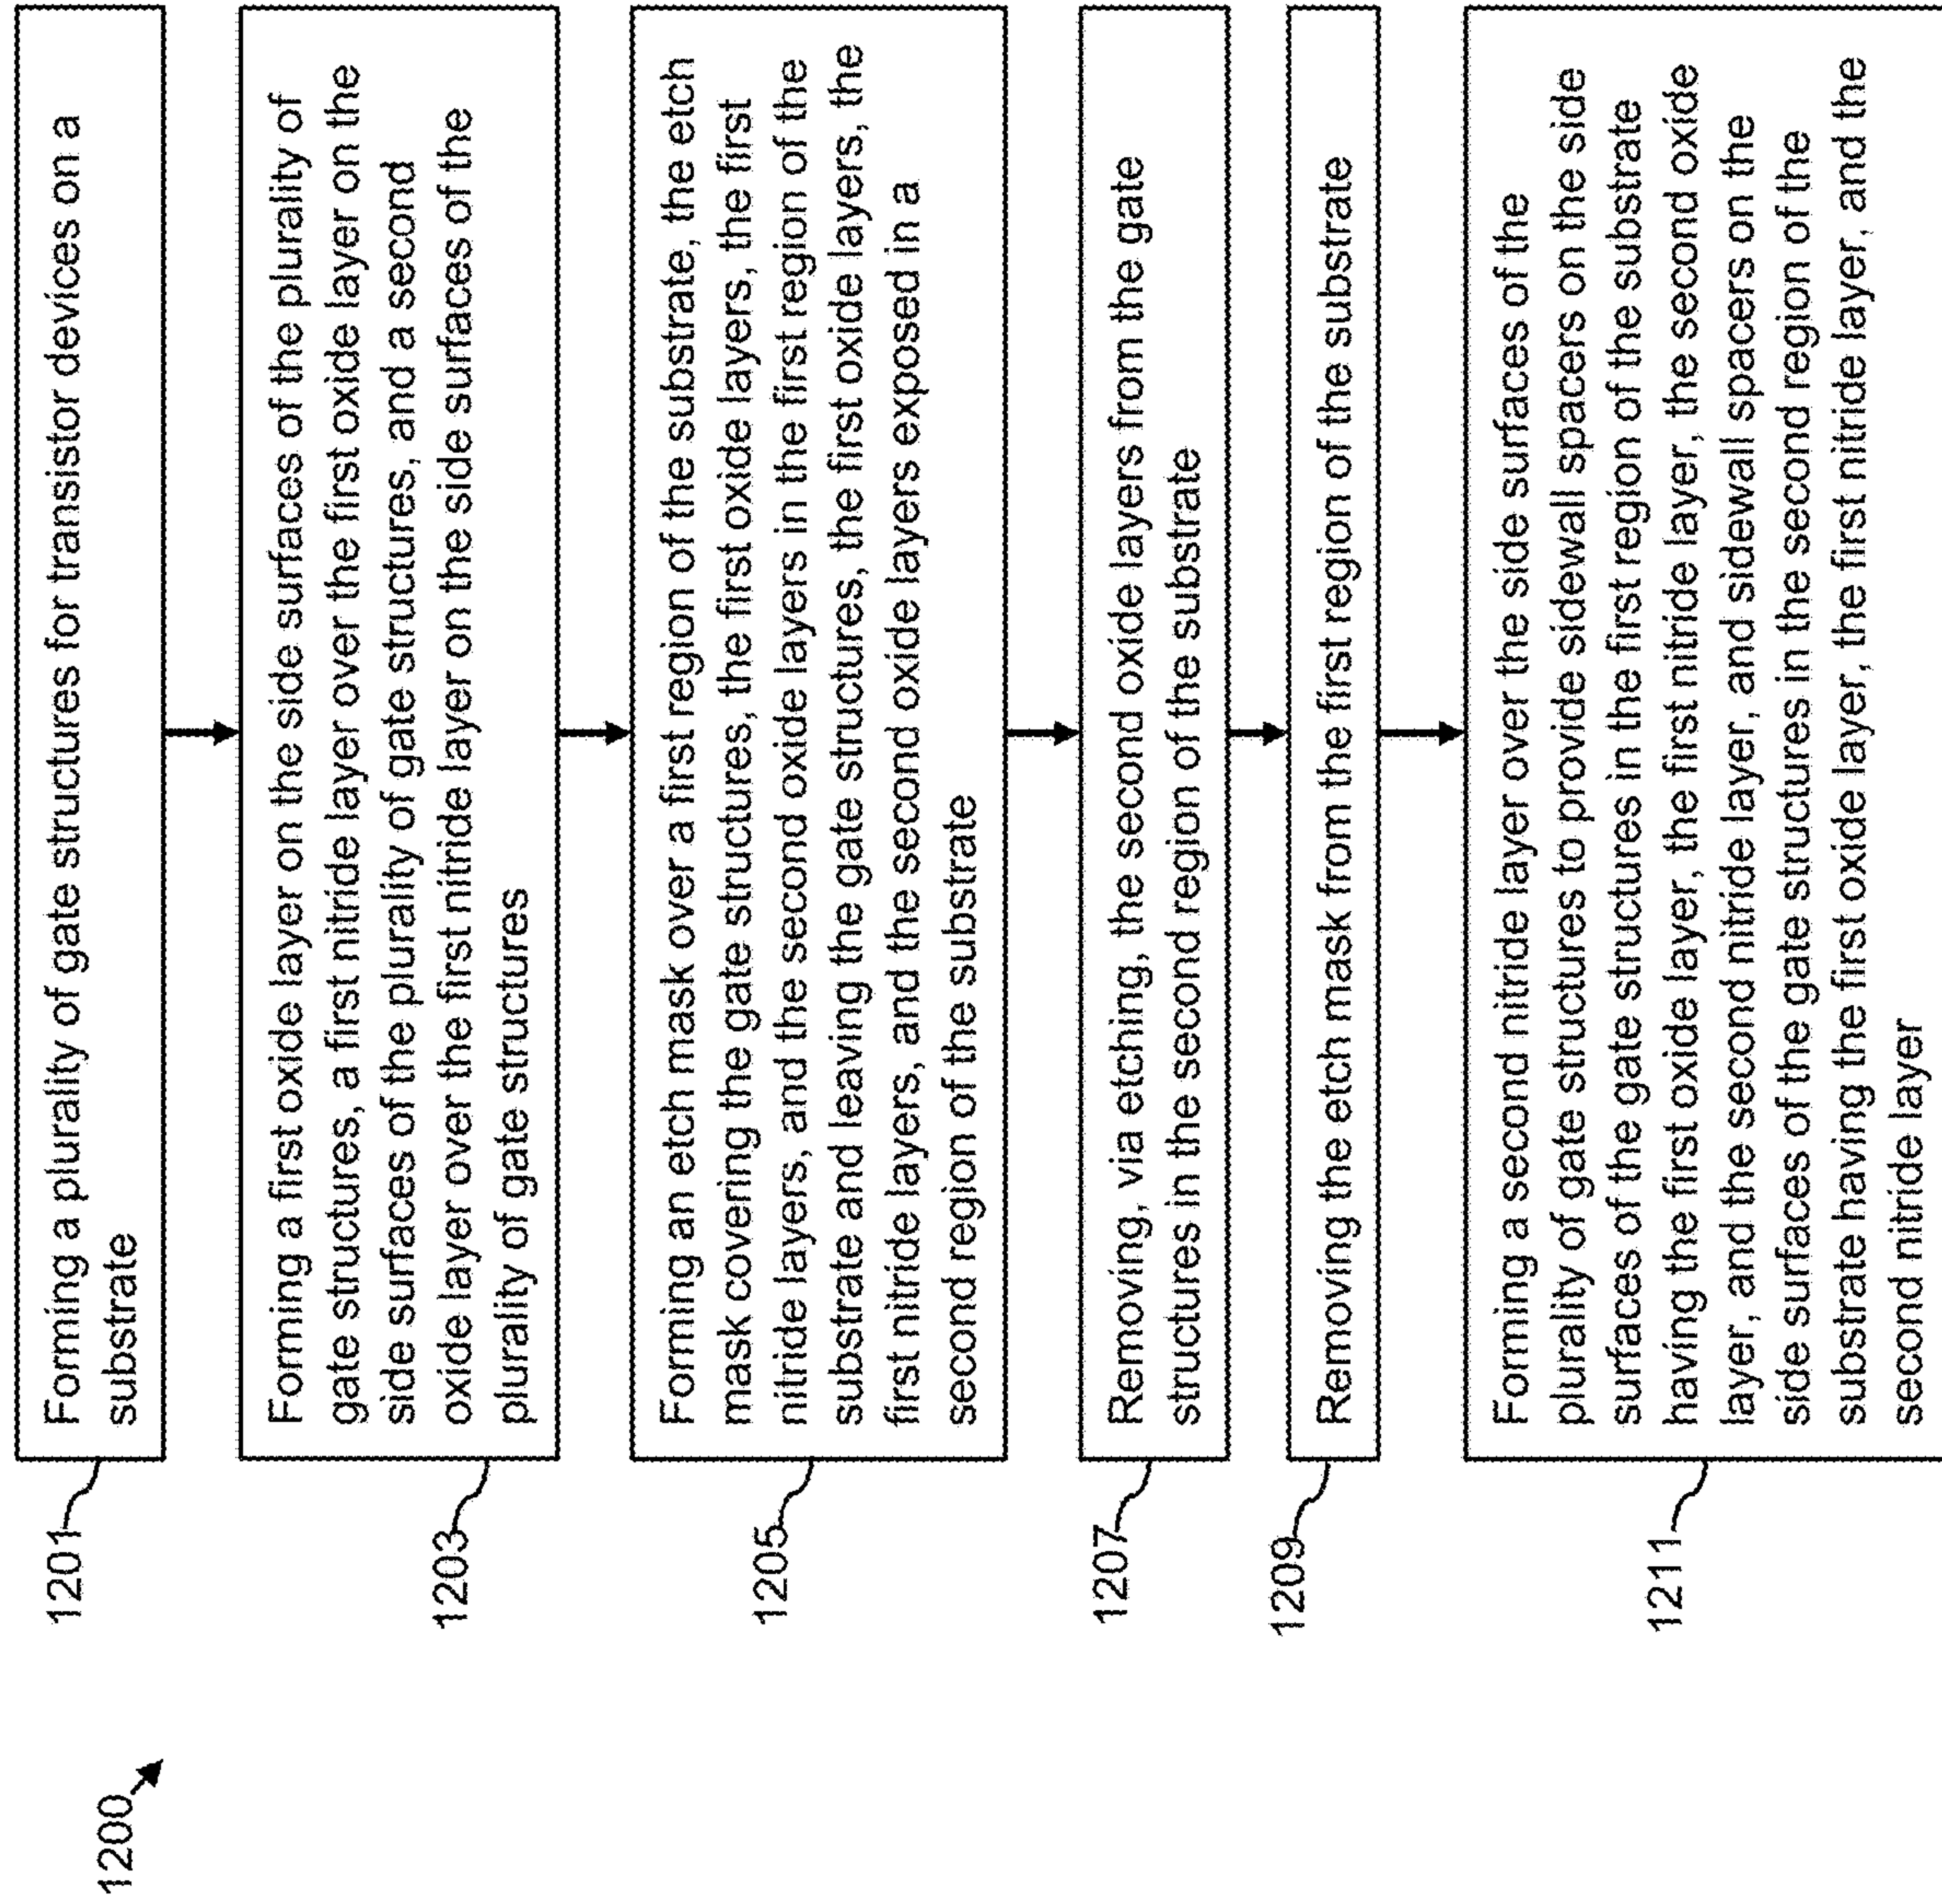 1200
1201
Forming a plurality of gate structures for transistor devices on a
substrate
1203
Forming a first oxide layer on the side surfaces of the plurality of
gate structures, a first nitride layer over the first oxide layer on the
side surfaces of the plurality of gate structures, and a second
oxide layer over the first nitride layer on the side surfaces of the
plurality of gate structures
1205
Forming an etch mask over a first region of the substrate, the etch
mask covering the gate structures, the first oxide layers, the first
nitride layers, and the second oxide layers in the first region of the
substrate and leaving the gate structures, the first oxide layers, the
first nitride layers, and the second oxide layers exposed in a
second region of the substrate
1207
Removing, via etching, the second oxide layers from the gate
structures in the second region of the substrate
1209
Removing the etch mask from the first region of the substrate
1211
Forming a second nitride layer over the side surfaces of the
plurality of gate structures to provide sidewall spacers on the side
surfaces of the gate structures in the first region of the substrate
having the first oxide layer, the first nitride layer, the second oxide
layer, and the second nitride layer, and sidewall spacers on the
side surfaces of the gate structures in the second region of the
substrate having the first oxide layer, the first nitride layer, and the
second nitride layer